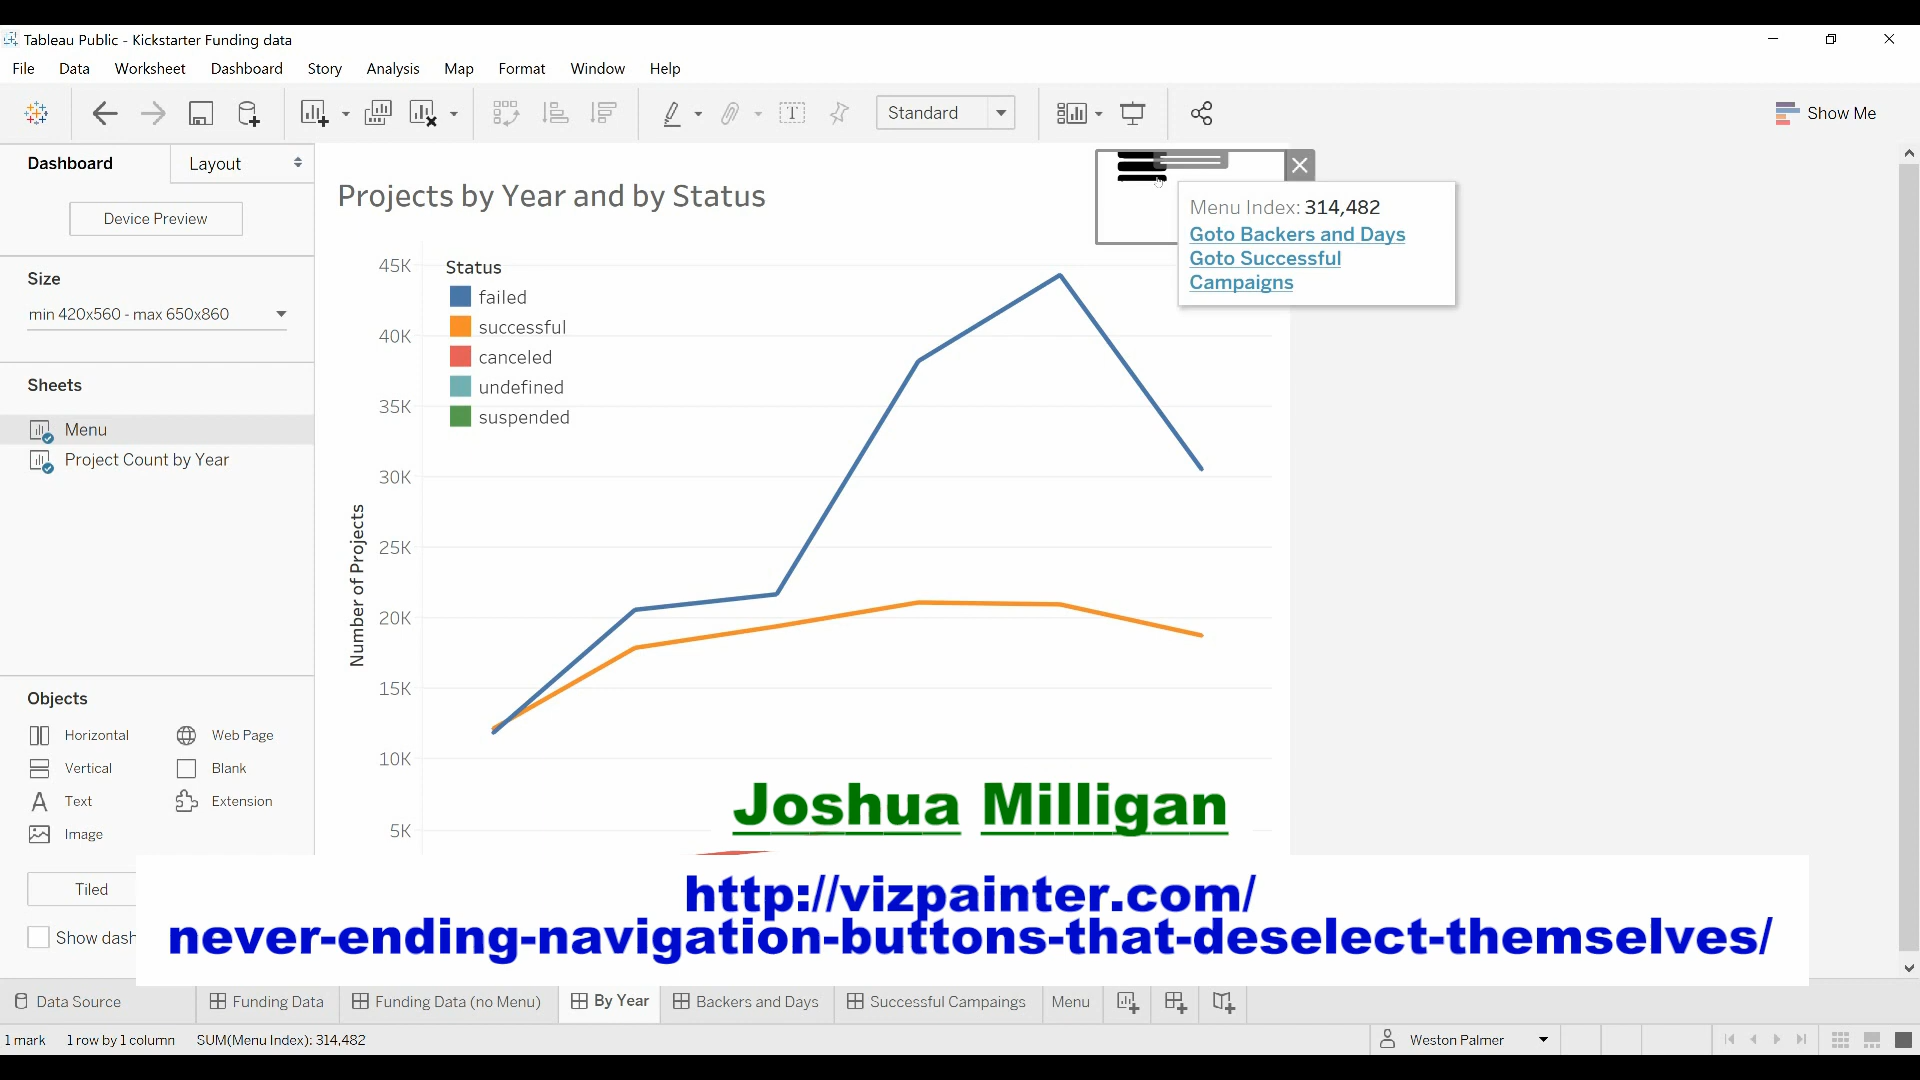 Tableau Public - Kickstarter Funding data
File Data Worksheet Dashboard Story Analysis Map Format Window Help
Standard
Show Me
Dashboard
Layout
Device Preview
Size
min 420x560 - max 650x860
Sheets
Menu
Project Count by Year
Objects
Horizontal
Web Page
Vertical
Blank
Text
Extension
Image
Tiled
Show dash
Projects by Year and by Status
Menu Index: 314,482
Goto Backers and Days
Goto Successful
Campaigns
Status
failed
successful
canceled
undefined
suspended
Number of Projects
45K
40K
35K
30K
25K
20K
15K
10K
5K
Joshua Milligan
http://vizpainter.com/
never-ending-navigation-buttons-that-deselect-themselves/
Data Source Funding Data Funding Data (no Menu) By Year Backers and Days Successful Campaings Menu
1 mark 1 row by 1 column SUM(Menu Index): 314,482
Weston Palmer